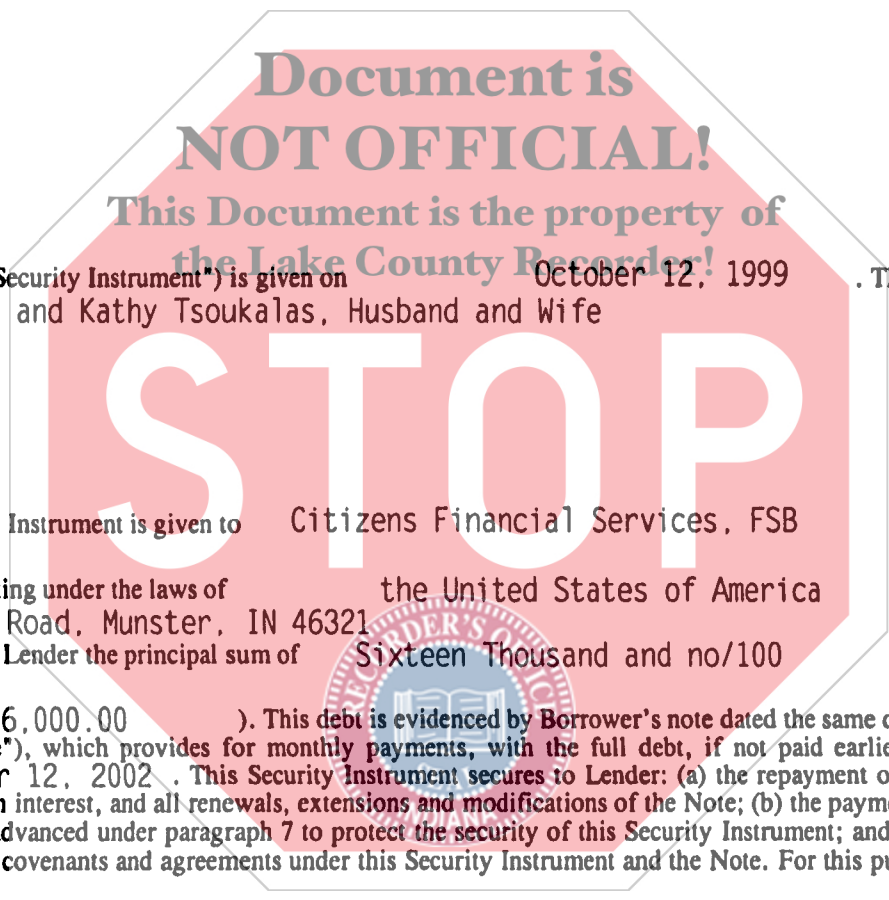 Document is
NOT OFFICIAL!
This Document is the property of
the Lake County Recorder!
Security Instrument") is given on October 12, 1999 . Th
and Kathy Tsoukalas, Husband and Wife
STOP
Instrument is given to Citizens Financial Services, FSB
ing under the laws of the United States of America
Road, Munster, IN 46321
Lender the principal sum of Sixteen Thousand and no/100
RECORDER'S OFFICE
6,000.00 ). This debt is evidenced by Borrower's note dated the same d
"), which provides for monthly payments, with the full debt, if not paid earlie
r 12, 2002 . This Security Instrument secures to Lender: (a) the repayment o
interest, and all renewals, extensions and modifications of the Note; (b) the payme
dvanced under paragraph 7 to protect the security of this Security Instrument; and
covenants and agreements under this Security Instrument and the Note. For this pu
INDIANA